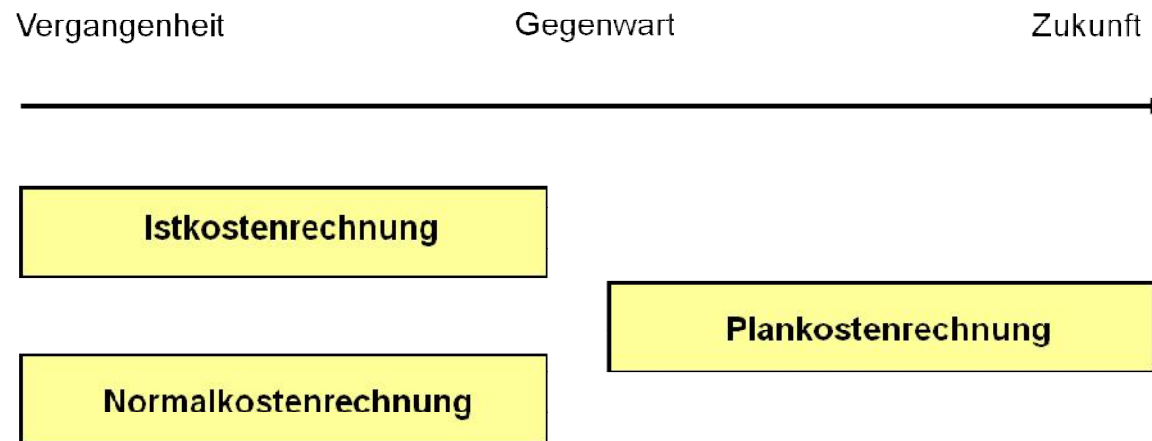 Vergangenheit Gegenwart Zukunft
Istkostenrechnung
Plankostenrechnung
Normalkostenrechnung